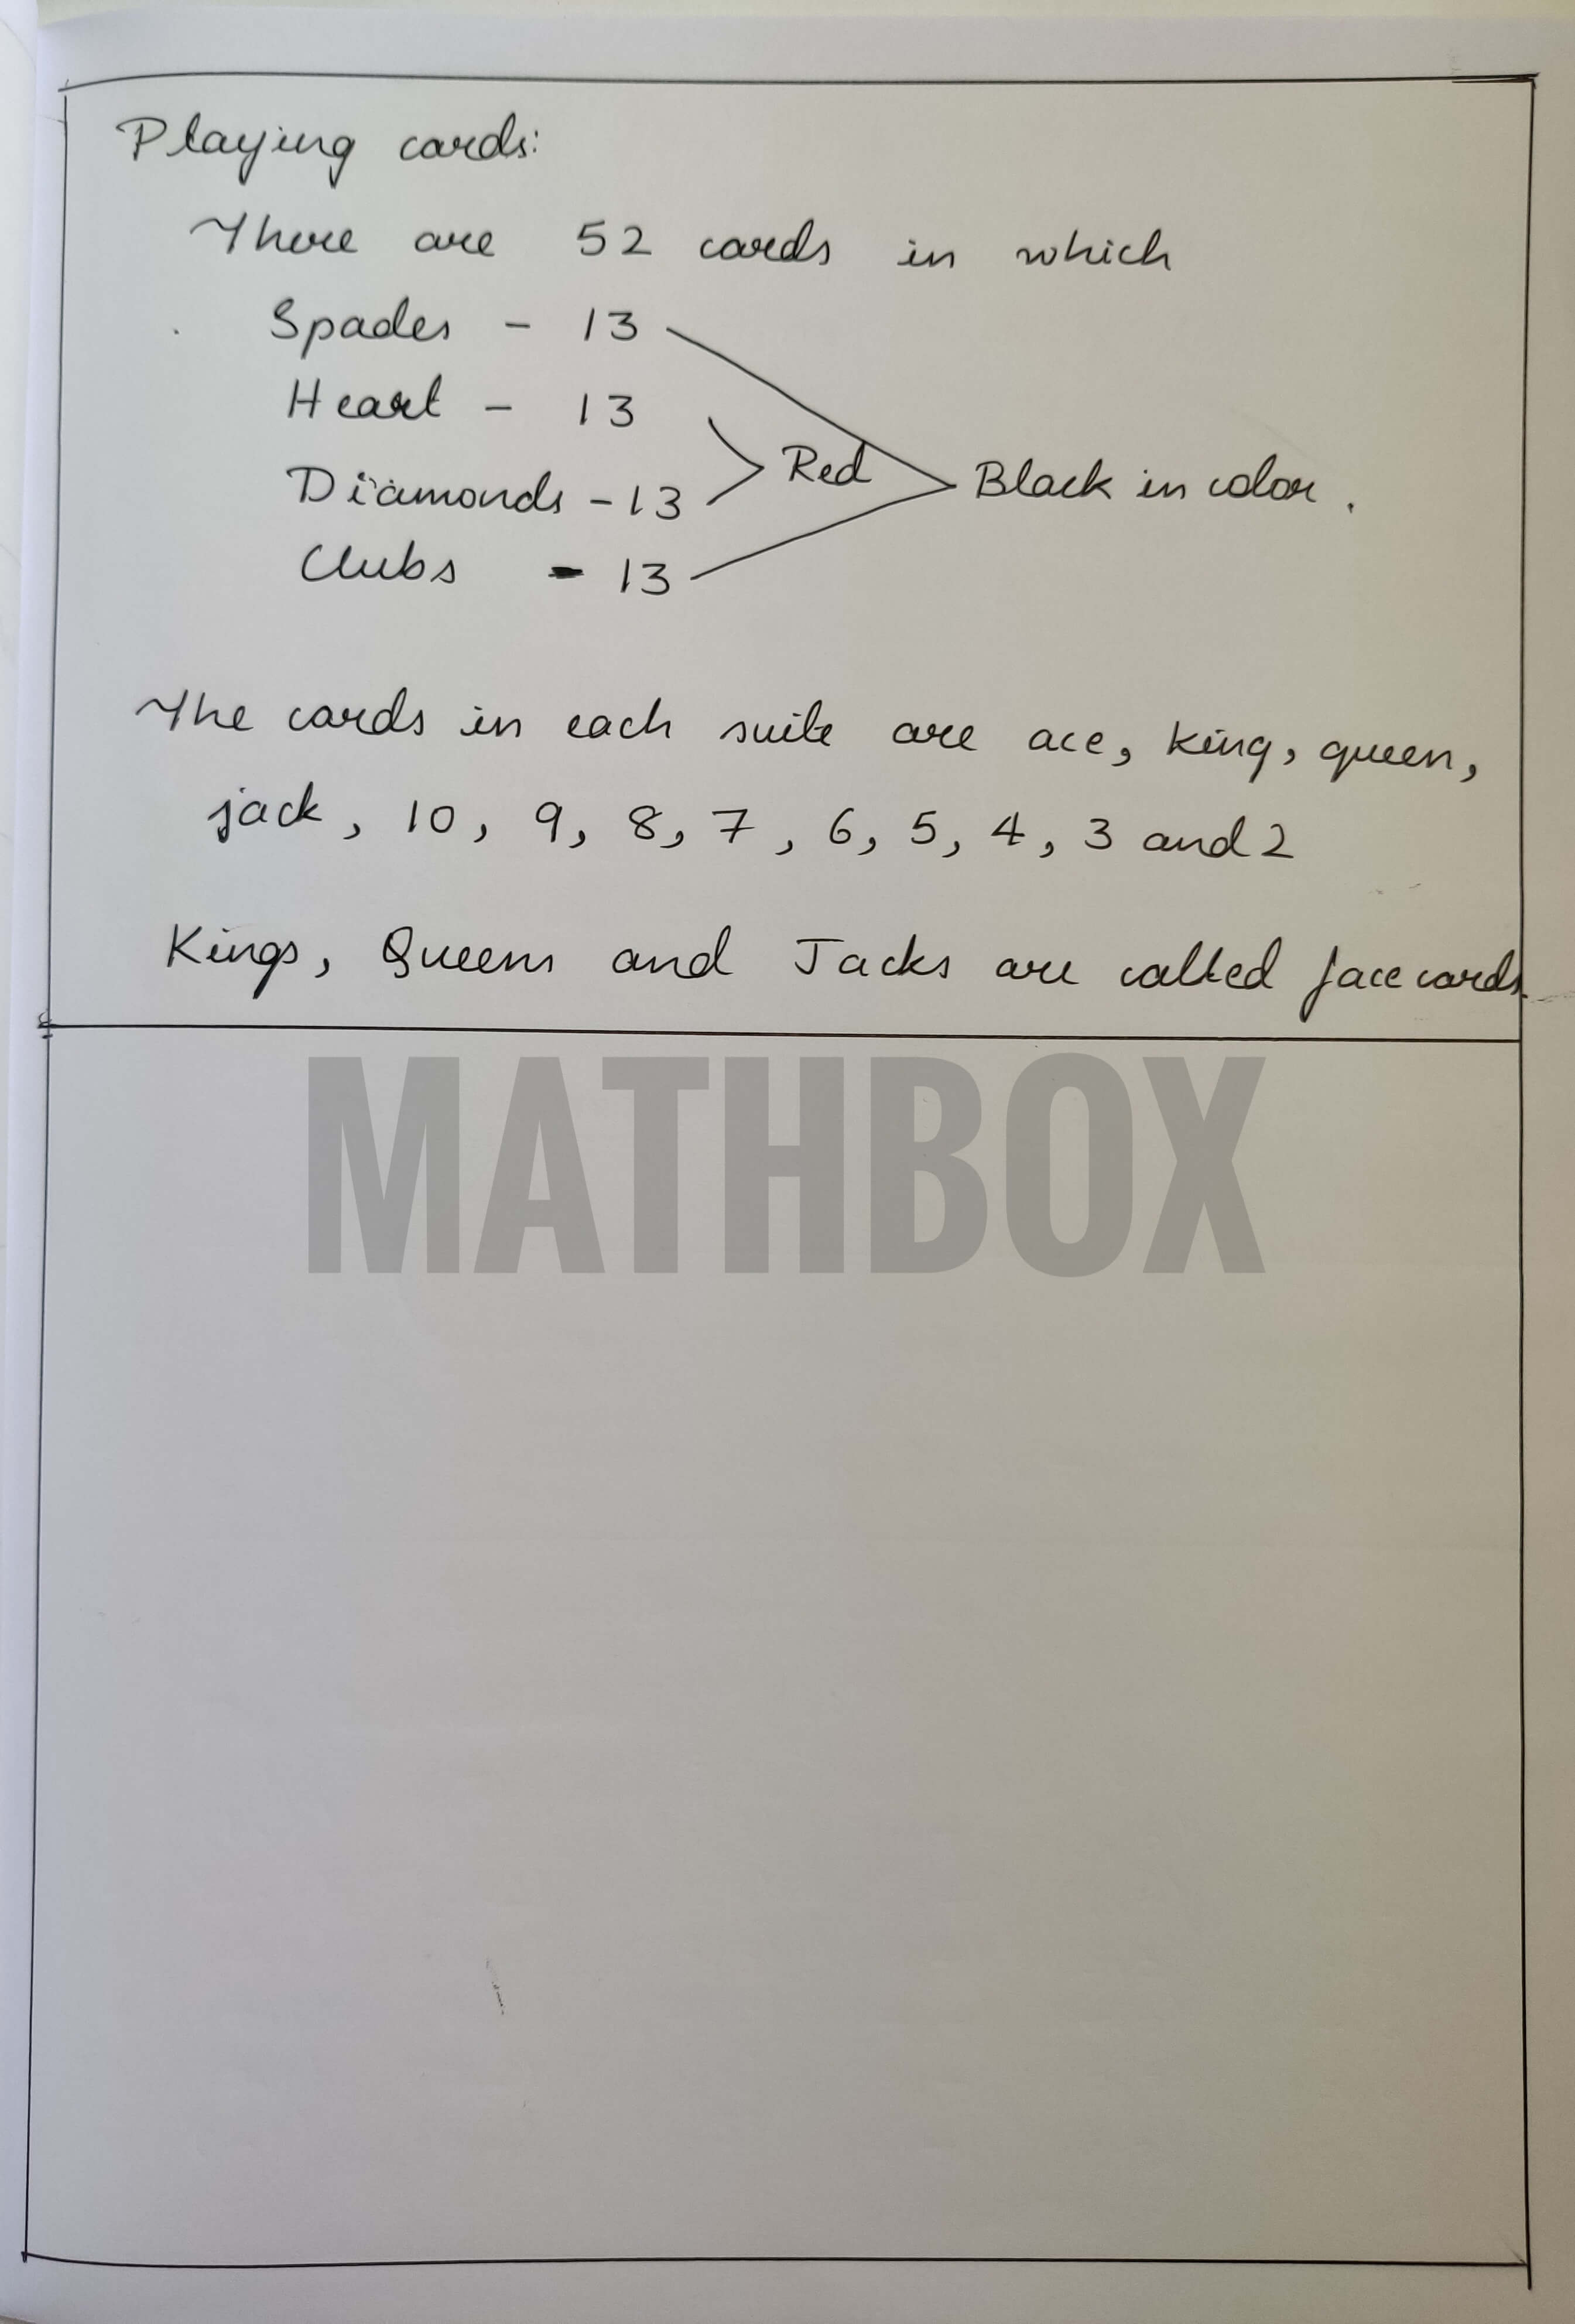 Playing cards:
There are 52 cards in which
Spades - 13
Heart - 13
Red
Diamonds - 13
Black in color.
Clubs - 13
The cards in each suite are ace, king, queen,
jack, 10, 9, 8, 7, 6, 5, 4, 3 and 2
Kings, Queens and Jacks are called face cards.
MATHBOX